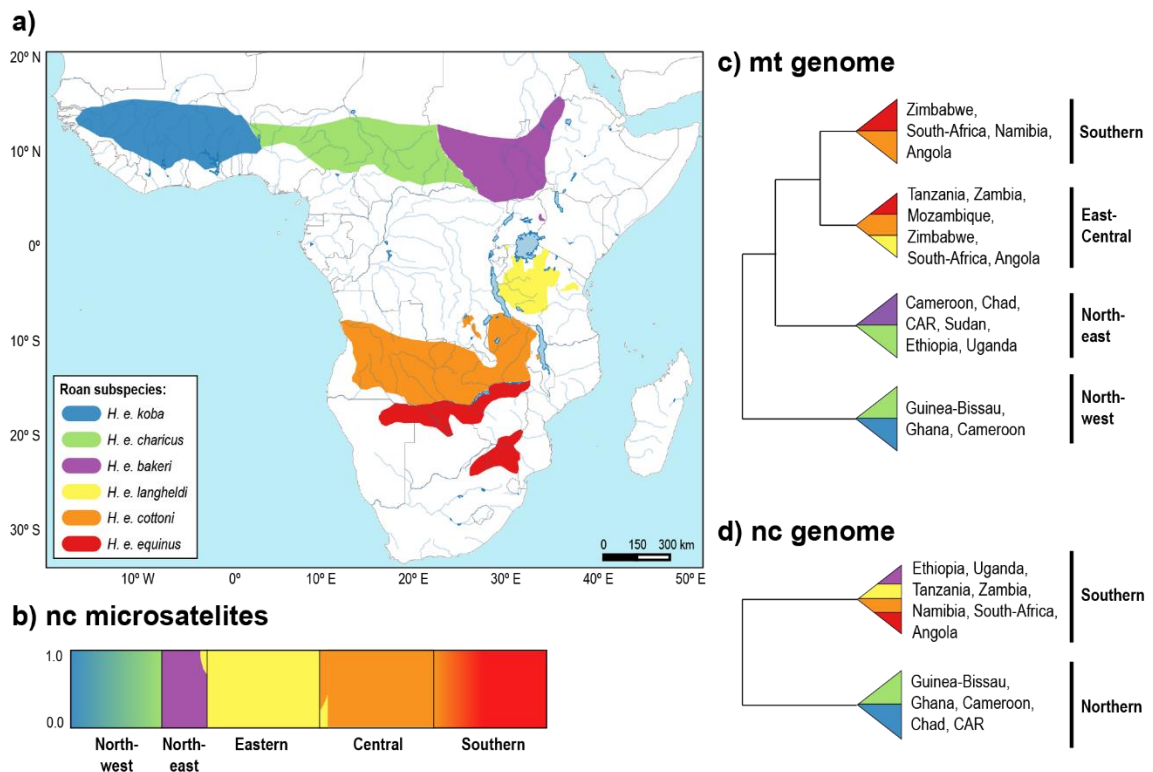 a)
20º N
10º N
0º
10º S
20º S
30º S
10º W
0º
10º E
20º E
30º E
40º E
50º E
Roan subspecies:
H. e. koba
H. e. charicus
H. e. bakeri
H. e. langheldi
H. e. cottoni
H. e. equinus
0 150 300 km
b) nc microsatelites
1.0
0.0
North-
west
North-
east
Eastern
Central
Southern
c) mt genome
Zimbabwe,
South-Africa, Namibia,
Angola
Southern
Tanzania, Zambia,
Mozambique,
Zimbabwe,
South-Africa, Angola
East-
Central
Cameroon, Chad,
CAR, Sudan,
Ethiopia, Uganda
North-
east
Guinea-Bissau,
Ghana, Cameroon
North-
west
d) nc genome
Ethiopia, Uganda,
Tanzania, Zambia,
Namibia, South-Africa,
Angola
Southern
Guinea-Bissau,
Ghana, Cameroon,
Chad, CAR
Northern